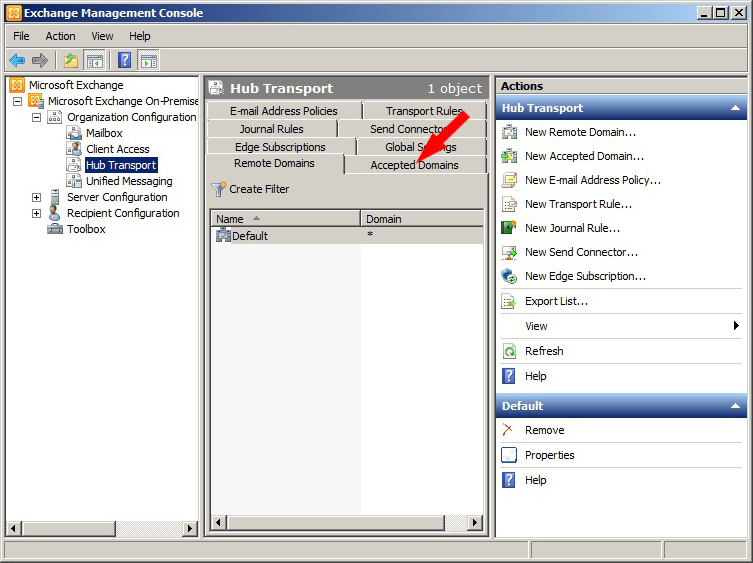 Exchange Management Console
File Action View Help
Microsoft Exchange
Microsoft Exchange On-Premise
Organization Configuration
Mailbox
Client Access
Hub Transport
Unified Messaging
Server Configuration
Recipient Configuration
Toolbox
Hub Transport 1 object
E-mail Address Policies Transport Rules
Journal Rules Send Connector
Edge Subscriptions Global
Remote Domains Accepted Domains
Create Filter
Name Domain
Default *
Actions
Hub Transport
New Remote Domain...
New Accepted Domain...
New E-mail Address Policy...
New Transport Rule...
New Journal Rule...
New Send Connector...
New Edge Subscription...
Export List...
View
Refresh
Help
Default
Remove
Properties
Help